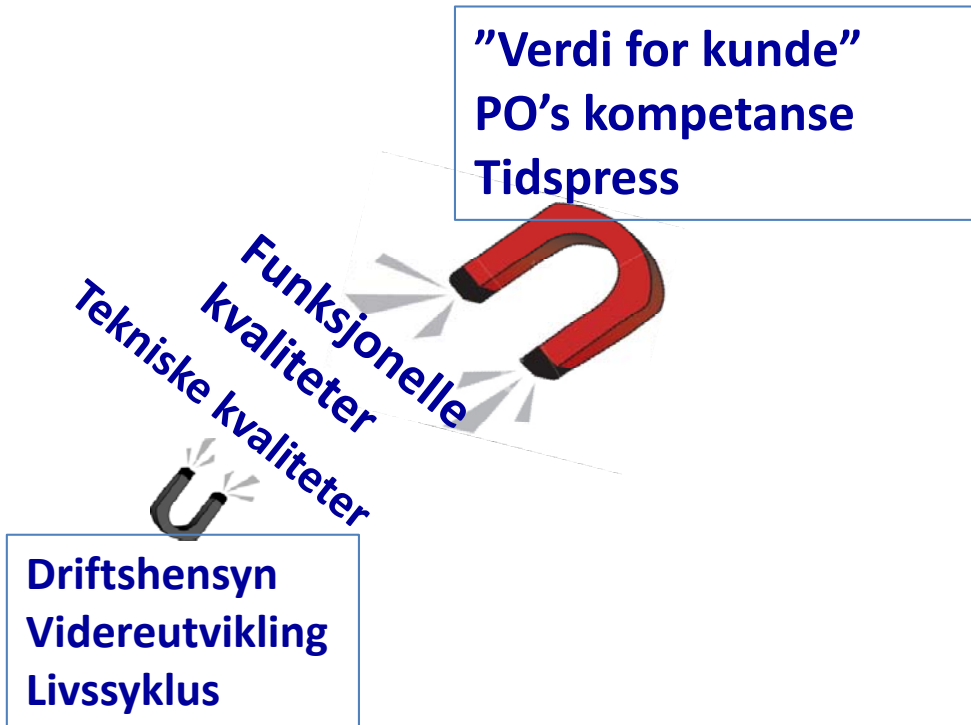 ”Verdi for kunde”
PO’s kompetanse
Tidspress
Funksjonelle
kvaliteter
Tekniske kvaliteter
Driftshensyn
Videreutvikling
Livssyklus